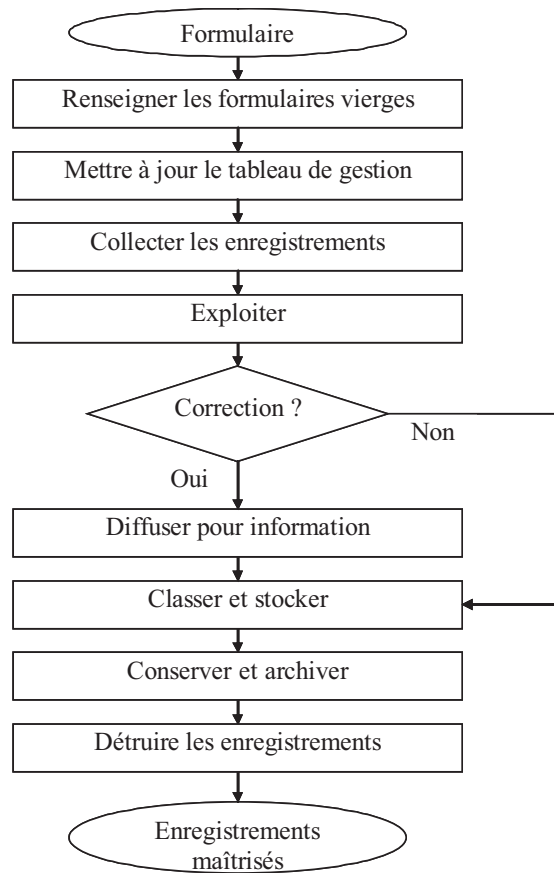 Formulaire
Renseigner les formulaires vierges
Mettre à jour le tableau de gestion
Collecter les enregistrements
Exploiter
Correction ?
Non
Oui
Diffuser pour information
Classer et stocker
Conserver et archiver
Détruire les enregistrements
Enregistrements
maîtrisés